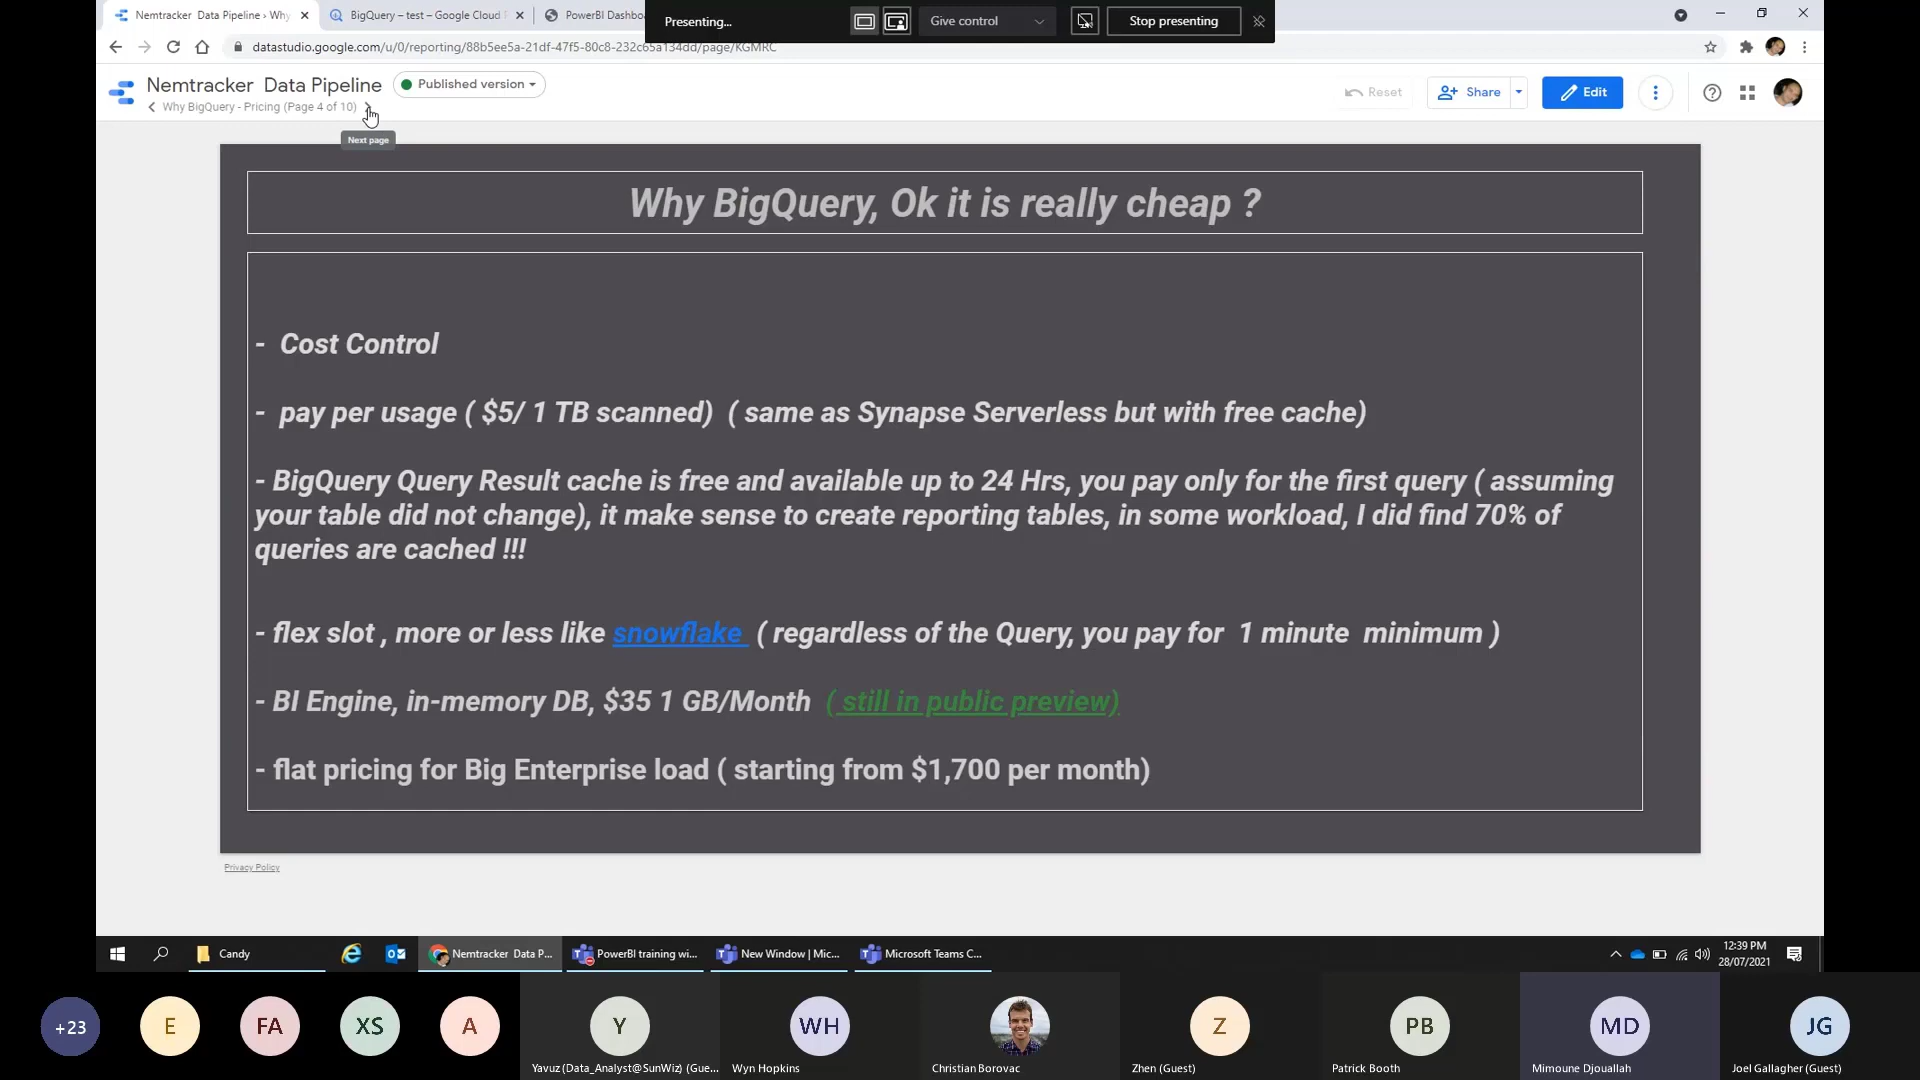 Nemtracker Data Pipeline › Why
BigQuery – test – Google Cloud
PowerBI Dashbo
Presenting...
Give control
Stop presenting
datastudio.google.com/u/0/reporting/88b5ee5a-21df-47f5-80c8-232c65a134dd/page/KGMRC
Nemtracker Data Pipeline
Published version
Why BigQuery - Pricing (Page 4 of 10)
Next page
Reset
Share
Edit
Why BigQuery, Ok it is really cheap ?
- Cost Control
- pay per usage ( $5/ 1 TB scanned) ( same as Synapse Serverless but with free cache)
- BigQuery Query Result cache is free and available up to 24 Hrs, you pay only for the first query ( assuming
your table did not change), it make sense to create reporting tables, in some workload, I did find 70% of
queries are cached !!!
- flex slot , more or less like snowflake ( regardless of the Query, you pay for 1 minute minimum )
- BI Engine, in-memory DB, $35 1 GB/Month ( still in public preview)
- flat pricing for Big Enterprise load ( starting from $1,700 per month)
Privacy Policy
Candy
Nemtracker Data P...
PowerBI training wi...
New Window | Mic...
Microsoft Teams C...
12:39 PM
28/07/2021
+23
E
FA
XS
A
Y
WH
Z
PB
MD
JG
Yavuz (Data_Analyst@SunWiz) (Gue...
Wyn Hopkins
Christian Borovac
Zhen (Guest)
Patrick Booth
Mimoune Djouallah
Joel Gallagher (Guest)